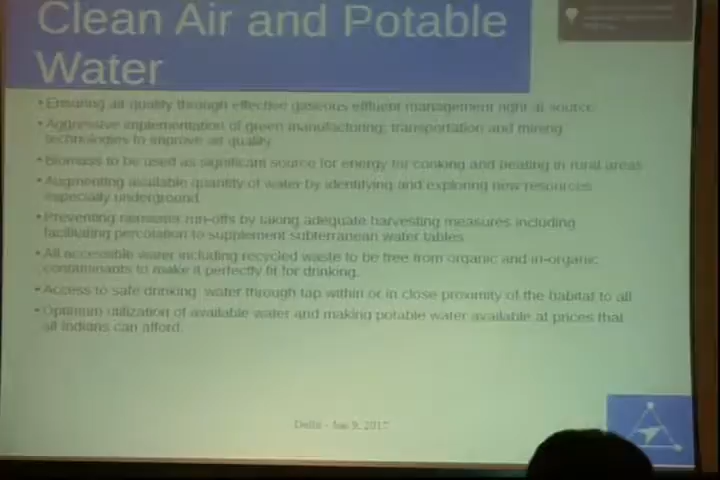 Clean Air and Potable
Water
• Ensuring air quality through effective gaseous effluent management right at source
• Aggressive implementation of green manufacturing, transportation and mining
technologies to improve air quality
• Biomass to be used as significant source for energy for cooking and heating in rural areas
• Augmenting available quantity of water by identifying and exploring new resources
especially underground
• Preventing rainwater run-offs by taking adequate harvesting measures including
facilitating percolation to supplement subterranean water tables
• All accessible water including recycled waste to be free from organic and in-organic
contaminants to make it perfectly fit for drinking.
• Access to safe drinking water through tap within or in close proximity of the habitat to all
• Optimum utilization of available water and making potable water available at prices that
all Indians can afford.
Delhi - Jan 9, 2017